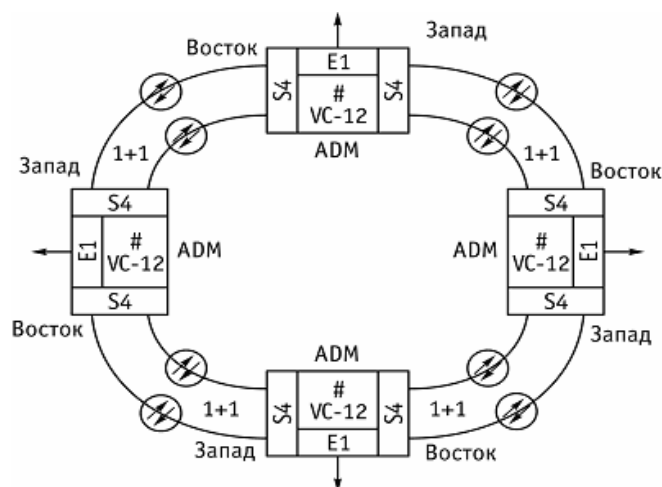 Восток
Запад
S4
E1
#
VC-12
S4
ADM
1+1
1+1
Запад
Восток
S4
E1
#
VC-12
S4
ADM
ADM
S4
#
VC-12
E1
S4
Восток
Запад
ADM
S4
#
VC-12
E1
S4
1+1
1+1
Запад
Восток